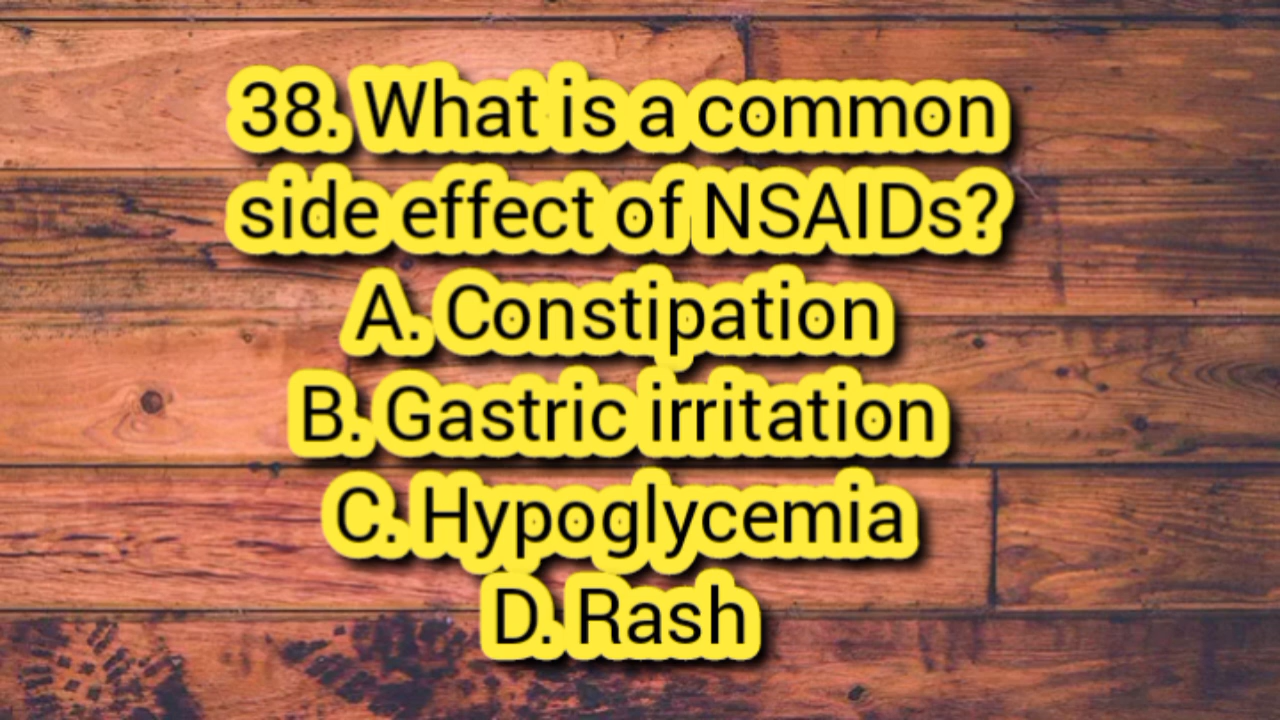 38. What is a common
side effect of NSAIDs?
A. Constipation
B. Gastric irritation
C. Hypoglycemia
D. Rash